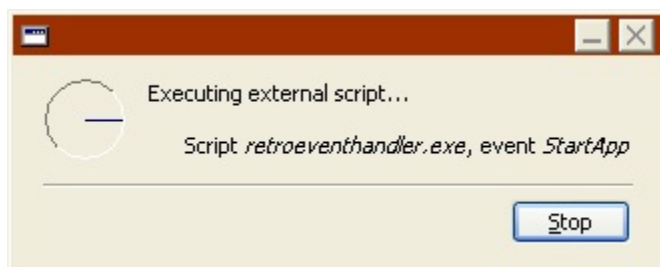 Executing external script...
Script retroeventhandler.exe, event StartApp
Stop